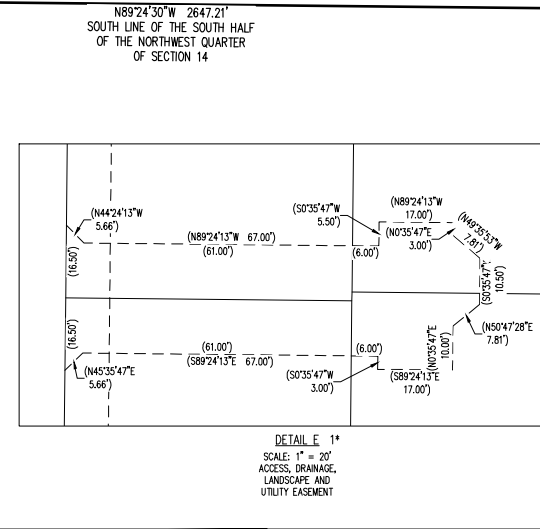 N89°24'30"W 2647.21'
SOUTH LINE OF THE SOUTH HALF
OF THE NORTHWEST QUARTER
OF SECTION 14
(N44°24'13"W
5.66')
(16.50')
(N89°24'13"W 67.00')
(61.00')
(S0°35'47"W
5.50')
(6.00')
(N89°24'13"W
17.00')
(N0°35'47"E
3.00')
(N49°35'53"W
7.81')
(S0°35'47"W
10.50')
(N50°47'28"E
7.81')
(16.50')
(N45°35'47"E
5.66')
(61.00')
(S89°24'13"E 67.00')
(6.00')
(S0°35'47"W
3.00')
(S89°24'13"E
17.00')
(N0°35'47"E
10.00')
DETAIL E 1*
SCALE: 1" = 20'
ACCESS, DRAINAGE,
LANDSCAPE AND
UTILITY EASEMENT